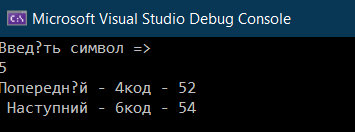 Microsoft Visual Studio Debug Console
Введ?ть символ =>
5
Попередн?й - 4код - 52
Наступний - 6код - 54